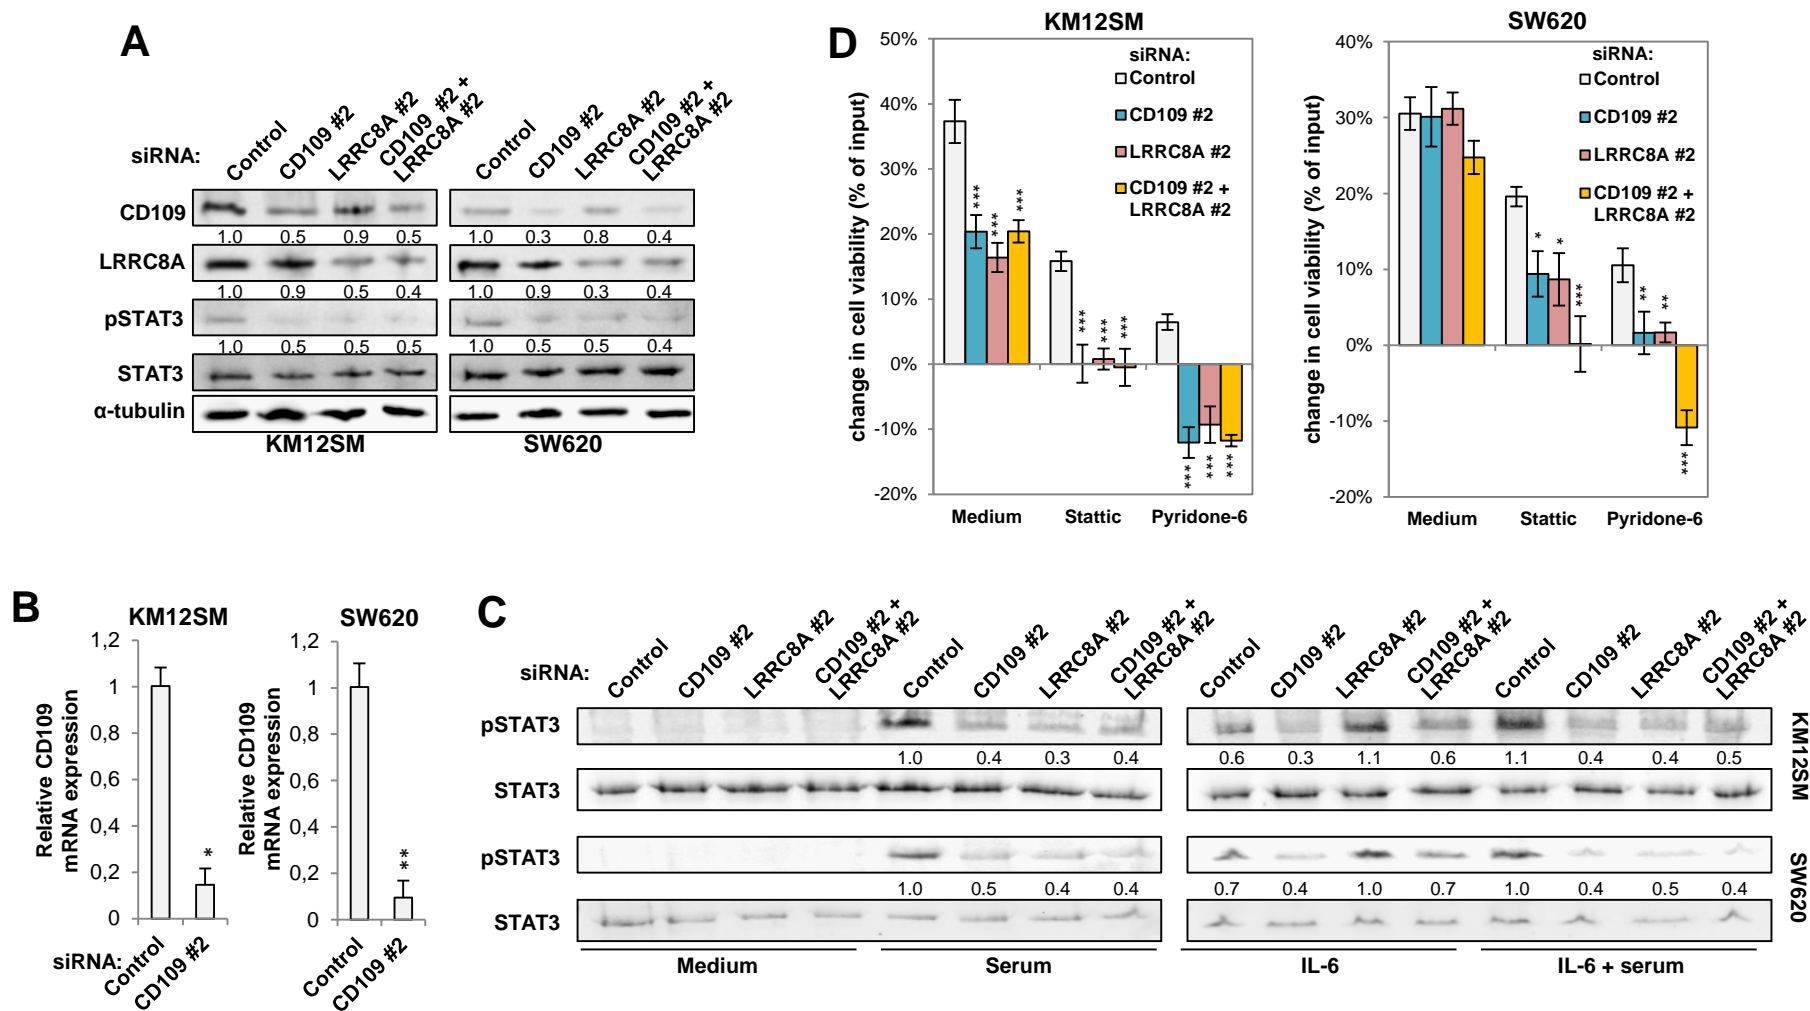 A
siRNA:
Control
CD109 #2
LRRC8A #2
CD109 #2 +
LRRC8A #2
Control
CD109 #2
LRRC8A #2
CD109 #2 +
LRRC8A #2
CD109
1.0 0.5 0.9 0.5 1.0 0.3 0.8 0.4
LRRC8A
1.0 0.9 0.5 0.4 1.0 0.9 0.3 0.4
pSTAT3
1.0 0.5 0.5 0.5 1.0 0.5 0.5 0.4
STAT3
α-tubulin
KM12SM SW620
D
KM12SM
change in cell viability (% of input)
50%
40%
30%
20%
10%
0%
-10%
-20%
siRNA:
Control
CD109 #2
LRRC8A #2
CD109 #2 +
LRRC8A #2
*** *** ***
*** *** ***
*** *** ***
Medium Stattic Pyridone-6
SW620
change in cell viability (% of input)
40%
30%
20%
10%
0%
-10%
-20%
siRNA:
Control
CD109 #2
LRRC8A #2
CD109 #2 +
LRRC8A #2
* * ***
** ** ***
Medium Stattic Pyridone-6
B
KM12SM
Relative CD109
mRNA expression
1,2
1
0,8
0,6
0,4
0,2
0
*
siRNA:
Control
CD109 #2
SW620
Relative CD109
mRNA expression
1,2
1
0,8
0,6
0,4
0,2
0
**
Control
CD109 #2
C
siRNA:
Control
CD109 #2
LRRC8A #2
CD109 #2 +
LRRC8A #2
Control
CD109 #2
LRRC8A #2
CD109 #2 +
LRRC8A #2
Control
CD109 #2
LRRC8A #2
CD109 #2 +
LRRC8A #2
Control
CD109 #2
LRRC8A #2
CD109 #2 +
LRRC8A #2
pSTAT3
1.0 0.4 0.3 0.4 0.6 0.3 1.1 0.6 1.1 0.4 0.4 0.5
STAT3
KM12SM
pSTAT3
1.0 0.5 0.4 0.4 0.7 0.4 1.0 0.7 1.0 0.4 0.5 0.4
STAT3
SW620
Medium Serum IL-6 IL-6 + serum